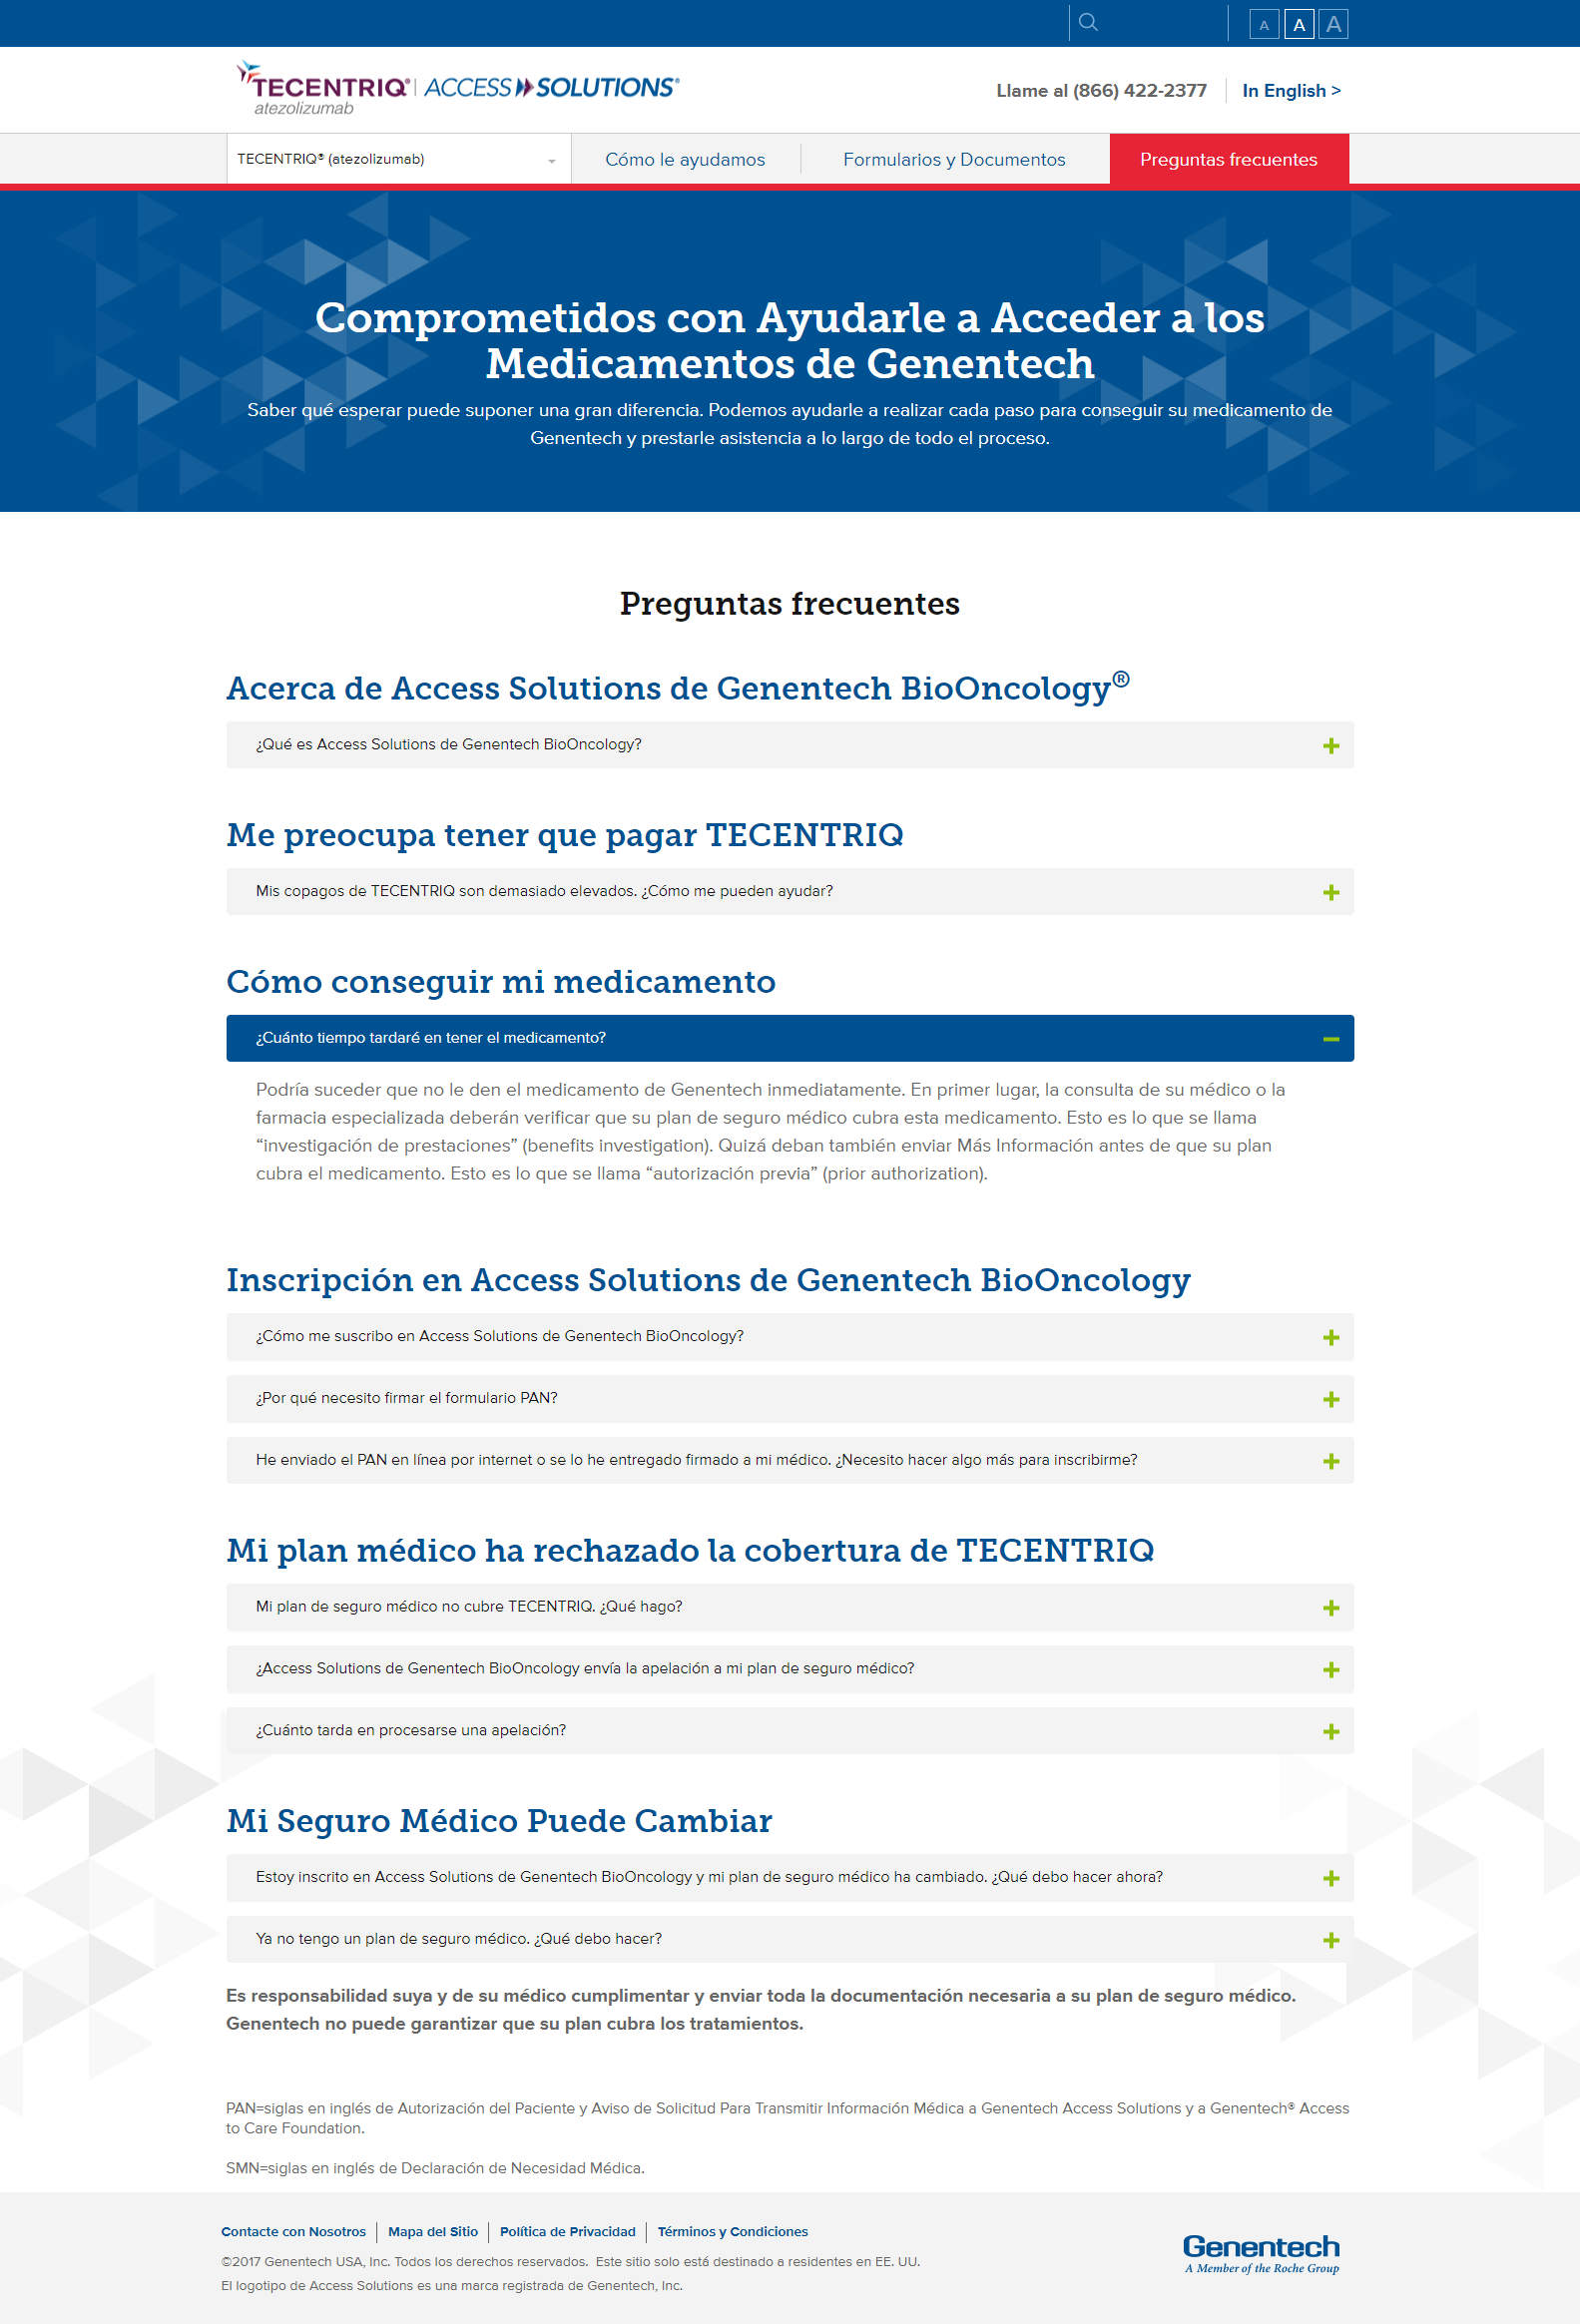 A A A
TECENTRIQ® | ACCESS SOLUTIONS®
atezolizumab
Llame al (866) 422-2377
In English >
TECENTRIQ® (atezolizumab)
Cómo le ayudamos
Formularios y Documentos
Preguntas frecuentes
Comprometidos con Ayudarle a Acceder a los
Medicamentos de Genentech
Saber qué esperar puede suponer una gran diferencia. Podemos ayudarle a realizar cada paso para conseguir su medicamento de
Genentech y prestarle asistencia a lo largo de todo el proceso.
Preguntas frecuentes
Acerca de Access Solutions de Genentech BioOncology®
¿Qué es Access Solutions de Genentech BioOncology?
Me preocupa tener que pagar TECENTRIQ
Mis copagos de TECENTRIQ son demasiado elevados. ¿Cómo me pueden ayudar?
Cómo conseguir mi medicamento
¿Cuánto tiempo tardaré en tener el medicamento?
Podría suceder que no le den el medicamento de Genentech inmediatamente. En primer lugar, la consulta de su médico o la
farmacia especializada deberán verificar que su plan de seguro médico cubra esta medicamento. Esto es lo que se llama
“investigación de prestaciones” (benefits investigation). Quizá deban también enviar Más Información antes de que su plan
cubra el medicamento. Esto es lo que se llama “autorización previa” (prior authorization).
Inscripción en Access Solutions de Genentech BioOncology
¿Cómo me suscribo en Access Solutions de Genentech BioOncology?
¿Por qué necesito firmar el formulario PAN?
He enviado el PAN en línea por internet o se lo he entregado firmado a mi médico. ¿Necesito hacer algo más para inscribirme?
Mi plan médico ha rechazado la cobertura de TECENTRIQ
Mi plan de seguro médico no cubre TECENTRIQ. ¿Qué hago?
¿Access Solutions de Genentech BioOncology envía la apelación a mi plan de seguro médico?
¿Cuánto tarda en procesarse una apelación?
Mi Seguro Médico Puede Cambiar
Estoy inscrito en Access Solutions de Genentech BioOncology y mi plan de seguro médico ha cambiado. ¿Qué debo hacer ahora?
Ya no tengo un plan de seguro médico. ¿Qué debo hacer?
Es responsabilidad suya y de su médico cumplimentar y enviar toda la documentación necesaria a su plan de seguro médico.
Genentech no puede garantizar que su plan cubra los tratamientos.
PAN=siglas en inglés de Autorización del Paciente y Aviso de Solicitud Para Transmitir Información Médica a Genentech Access Solutions y a Genentech® Access
to Care Foundation.
SMN=siglas en inglés de Declaración de Necesidad Médica.
Contacte con Nosotros | Mapa del Sitio | Política de Privacidad | Términos y Condiciones
©2017 Genentech USA, Inc. Todos los derechos reservados. Este sitio solo está destinado a residentes en EE. UU.
El logotipo de Access Solutions es una marca registrada de Genentech, Inc.
Genentech
A Member of the Roche Group